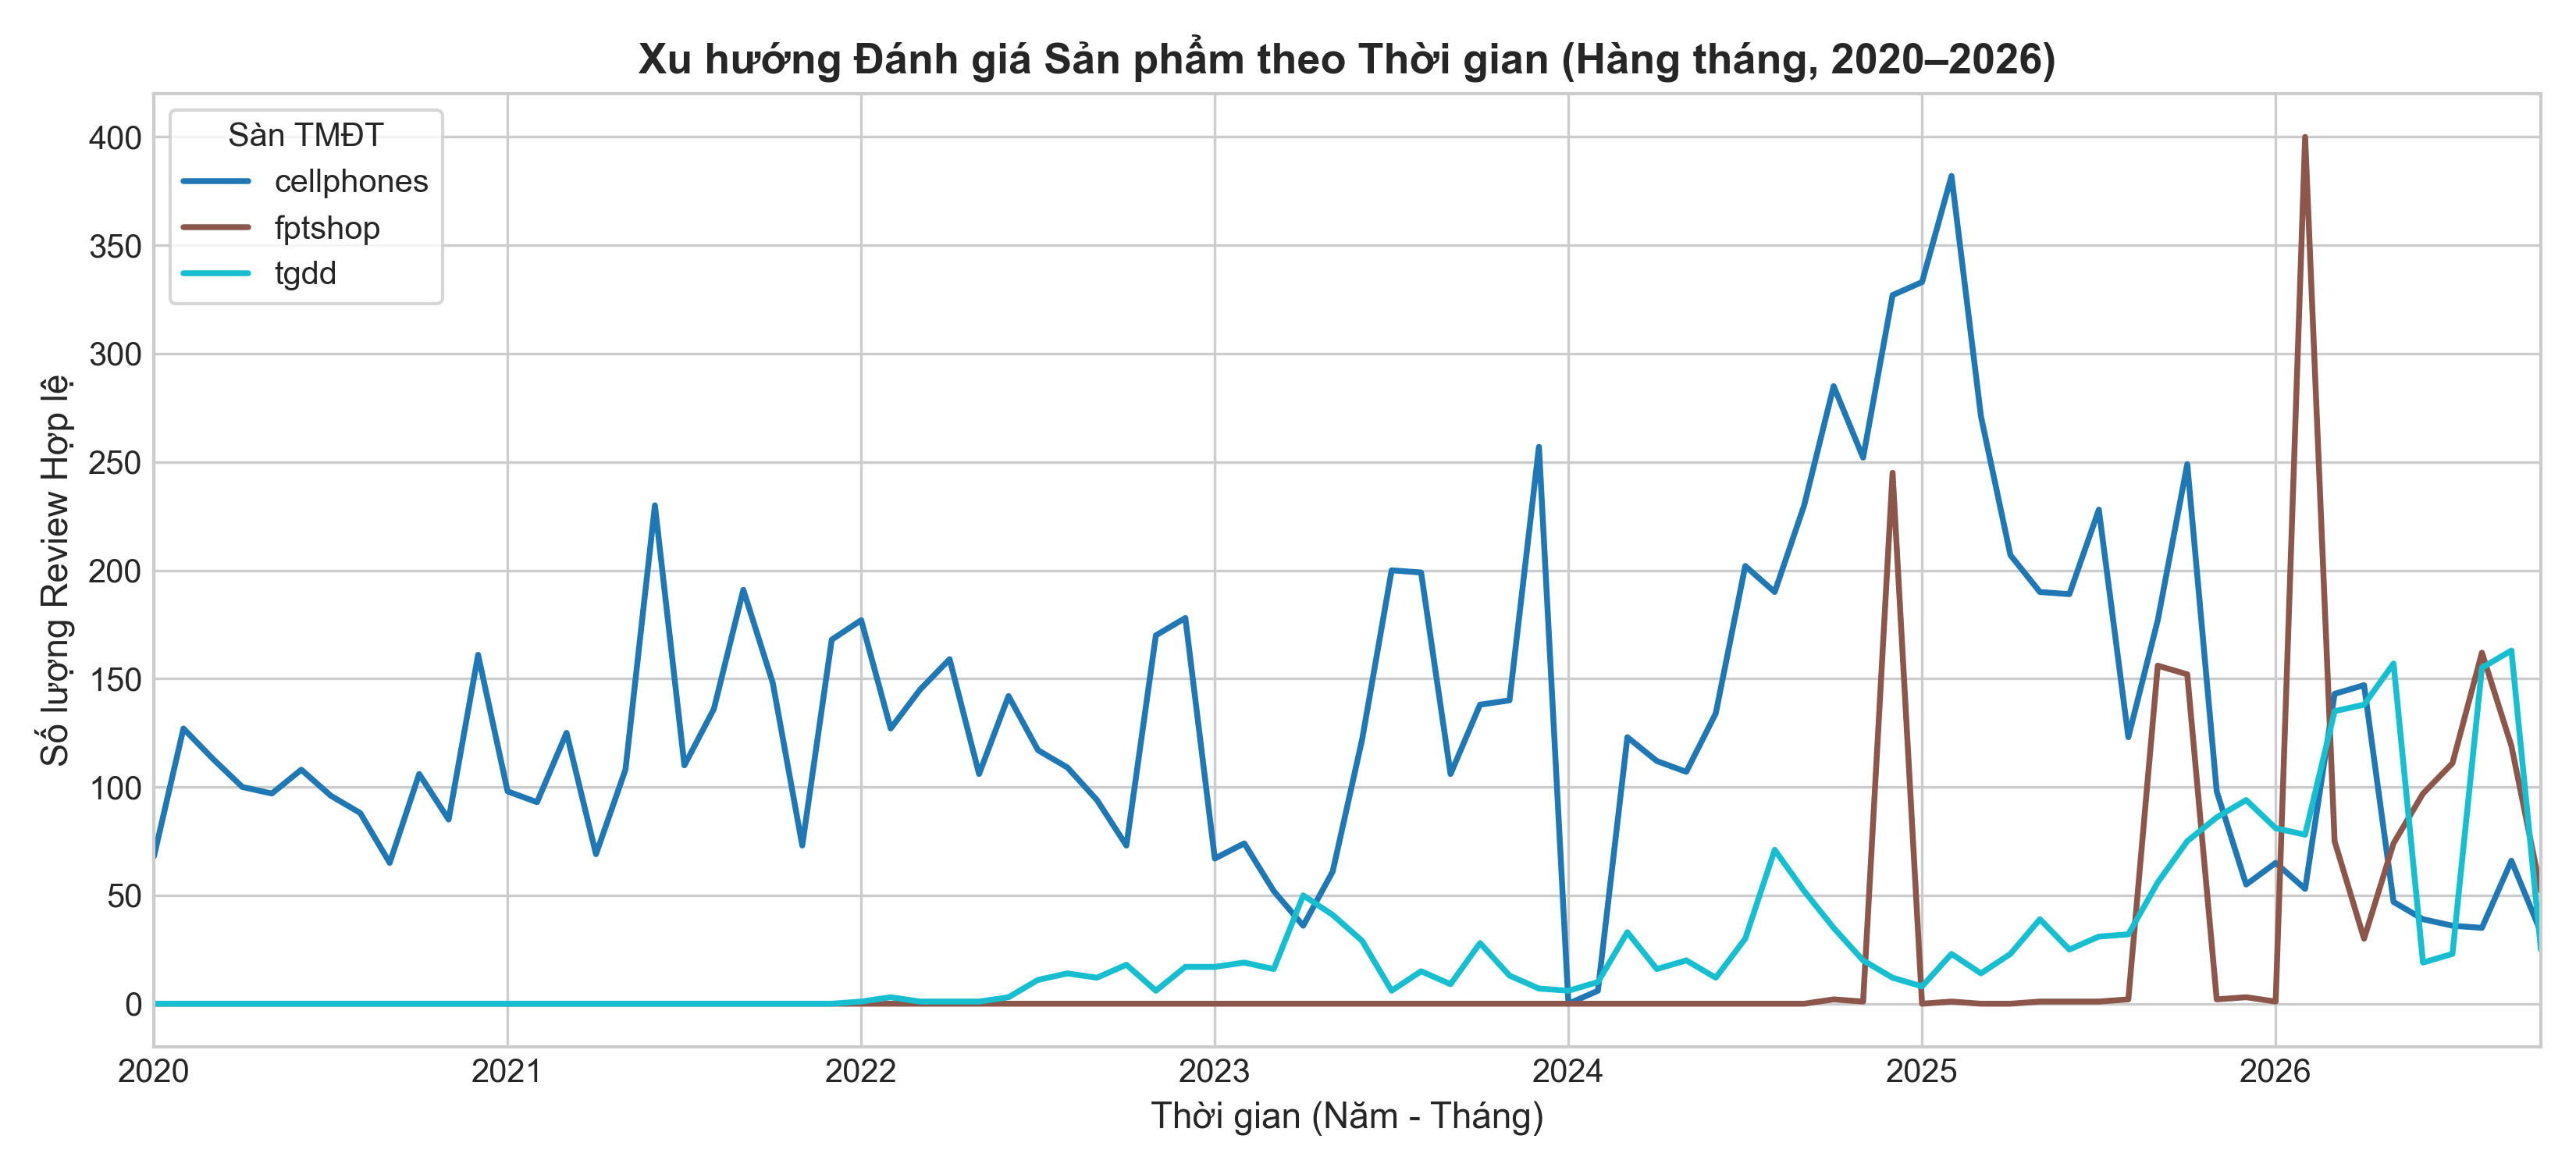 Xu hướng Đánh giá Sản phẩm theo Thời gian (Hàng tháng, 2020–2026)
Sàn TMĐT
cellphones
fptshop
tgdd
Số lượng Review Hợp lệ
400
350
300
250
200
150
100
50
0
2020 2021 2022 2023 2024 2025 2026
Thời gian (Năm - Tháng)